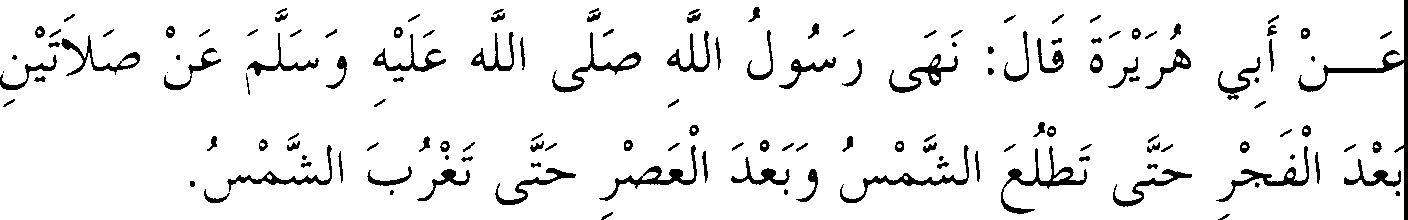 عَـــنْ أَبِي هُرَيْرَةَ قَالَ: نَهَى رَسُولُ اللَّهِ صَلَّى اللَّه عَلَيْهِ وَسَلَّمَ عَنْ صَلاَتَيْنِ
بَعْدَ الْفَجْرِ حَتَّى تَطْلُعَ الشَّمْسُ وَبَعْدَ الْعَصْرِ حَتَّى تَغْرُبَ الشَّمْسُ.